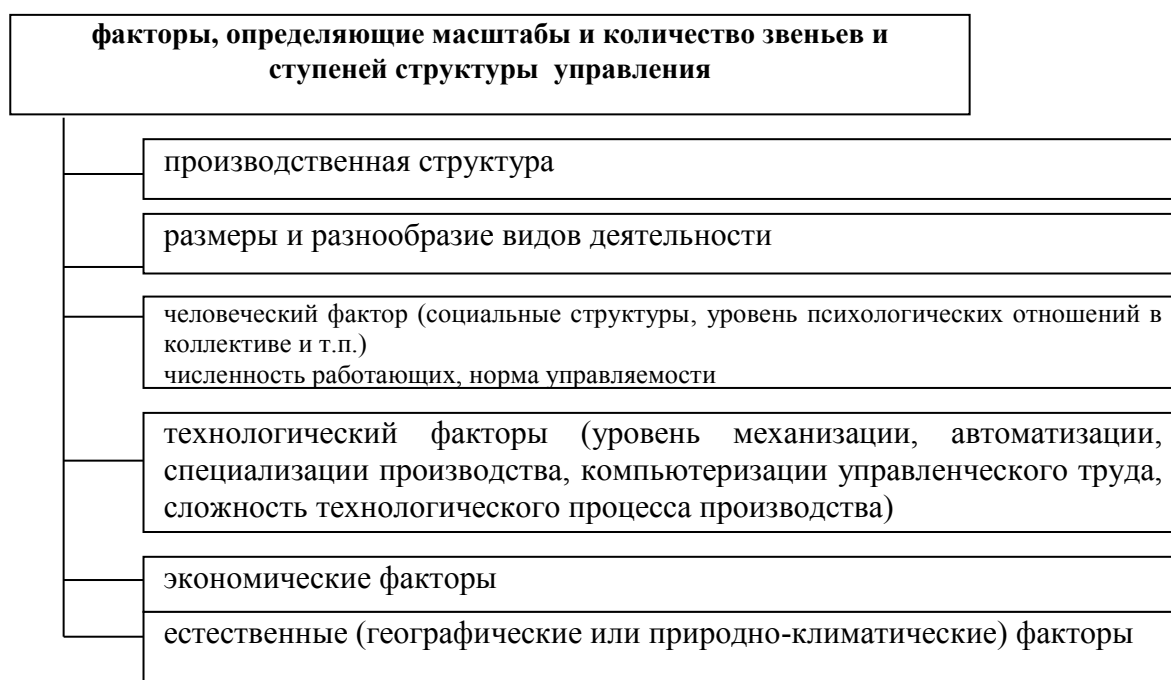 факторы, определяющие масштабы и количество звеньев и
ступеней структуры управления
производственная структура
размеры и разнообразие видов деятельности
человеческий фактор (социальные структуры, уровень психологических отношений в
коллективе и т.п.)
численность работающих, норма управляемости
технологический факторы (уровень механизации, автоматизации,
специализации производства, компьютеризации управленческого труда,
сложность технологического процесса производства)
экономические факторы
естественные (географические или природно-климатические) факторы